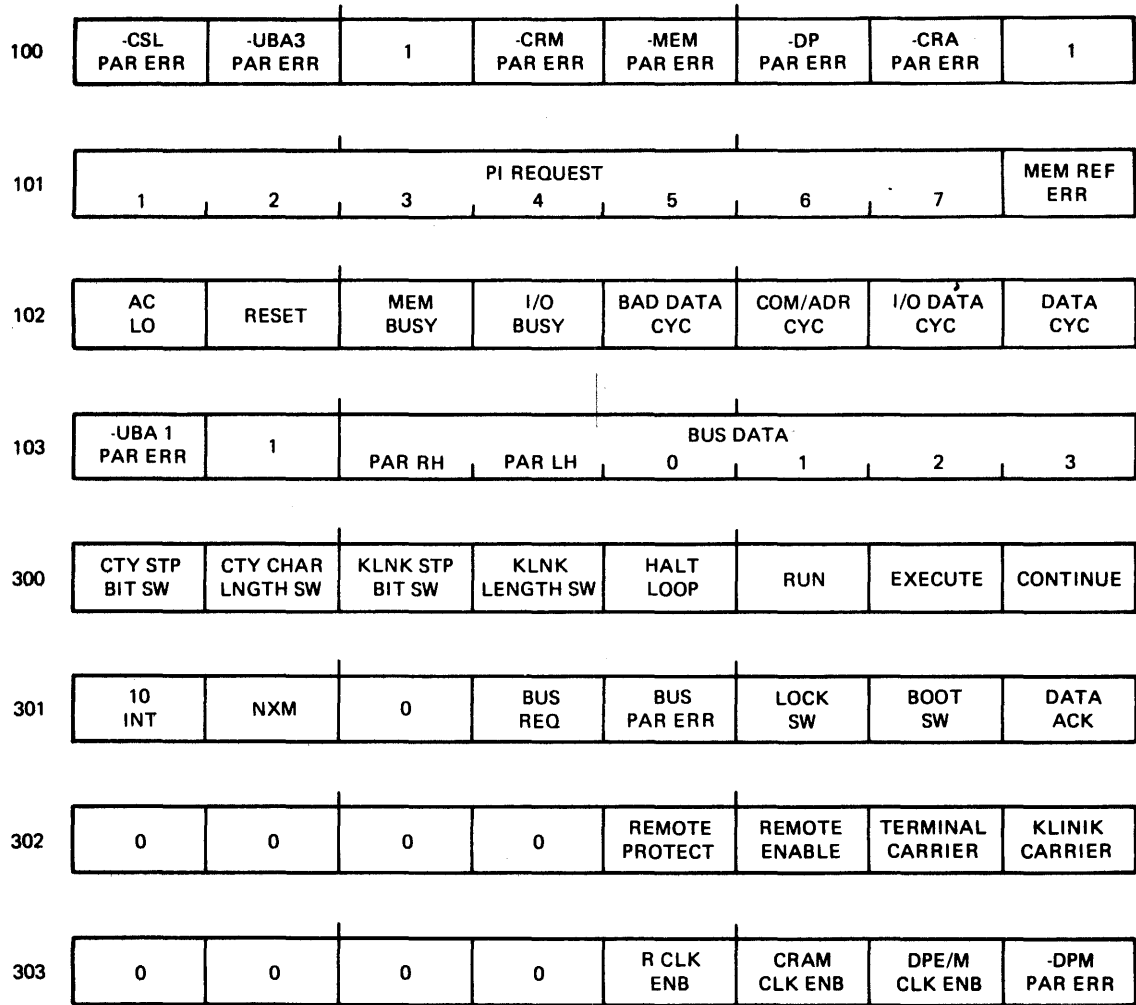 100 -CSL PAR ERR -UBA3 PAR ERR 1 -CRM PAR ERR -MEM PAR ERR -DP PAR ERR -CRA PAR ERR 1
101 PI REQUEST 1 2 3 4 5 6 7 MEM REF ERR
102 AC LO RESET MEM BUSY I/O BUSY BAD DATA CYC COM/ADR CYC I/O DATA CYC DATA CYC
103 -UBA 1 PAR ERR 1 BUS DATA PAR RH PAR LH 0 1 2 3
300 CTY STP BIT SW CTY CHAR LNGTH SW KLNK STP BIT SW KLNK LENGTH SW HALT LOOP RUN EXECUTE CONTINUE
301 10 INT NXM 0 BUS REQ BUS PAR ERR LOCK SW BOOT SW DATA ACK
302 0 0 0 0 REMOTE PROTECT REMOTE ENABLE TERMINAL CARRIER KLINIK CARRIER
303 0 0 0 0 R CLK ENB CRAM CLK ENB DPE/M CLK ENB -DPM PAR ERR